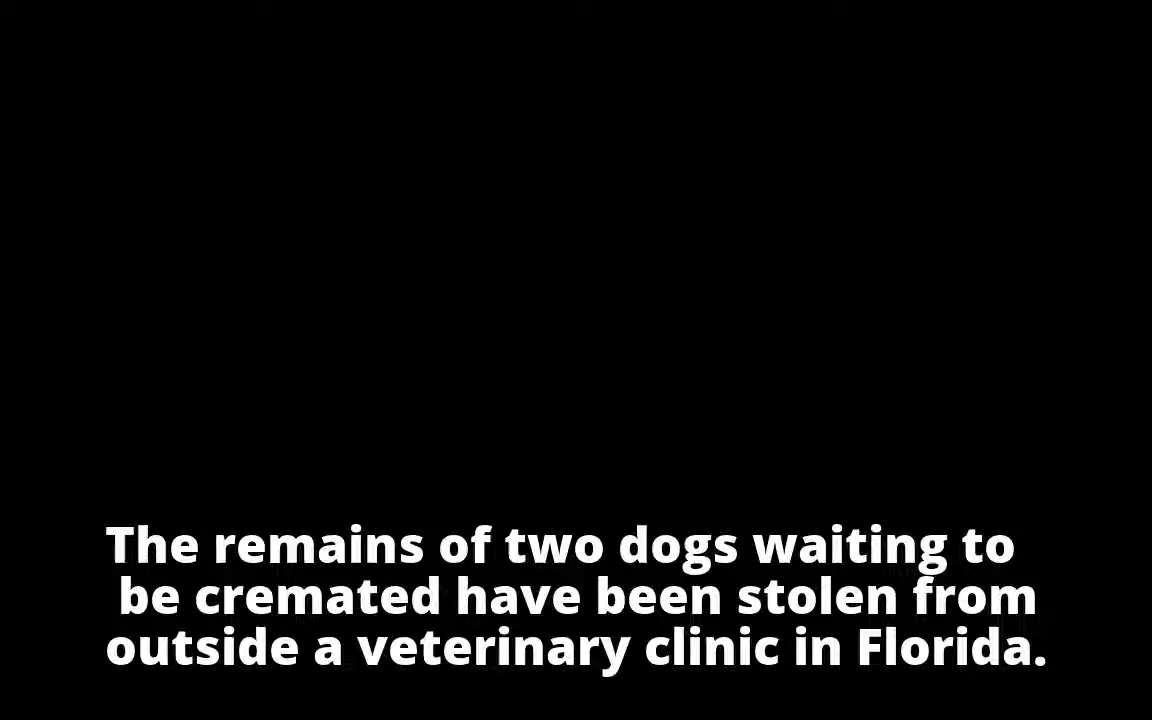 The remains of two dogs waiting to
be cremated have been stolen from
outside a veterinary clinic in Florida.